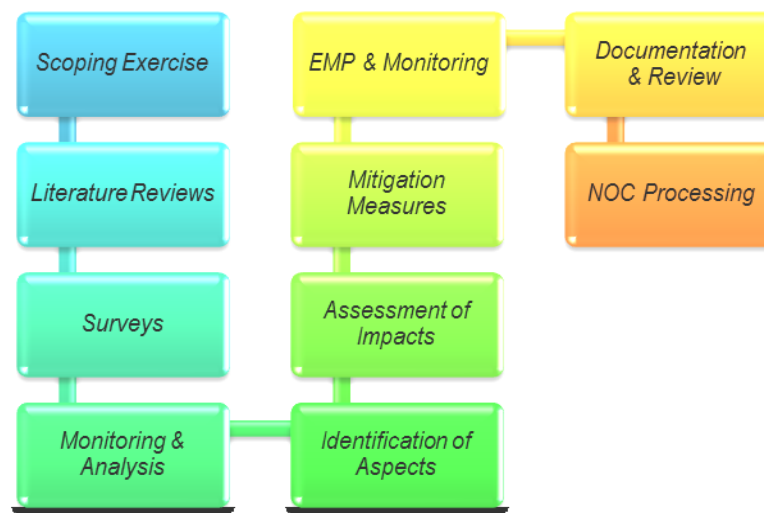 Scoping Exercise
Literature Reviews
Surveys
Monitoring &
Analysis
Identification of
Aspects
Assessment of
Impacts
Mitigation
Measures
EMP & Monitoring
Documentation
& Review
NOC Processing